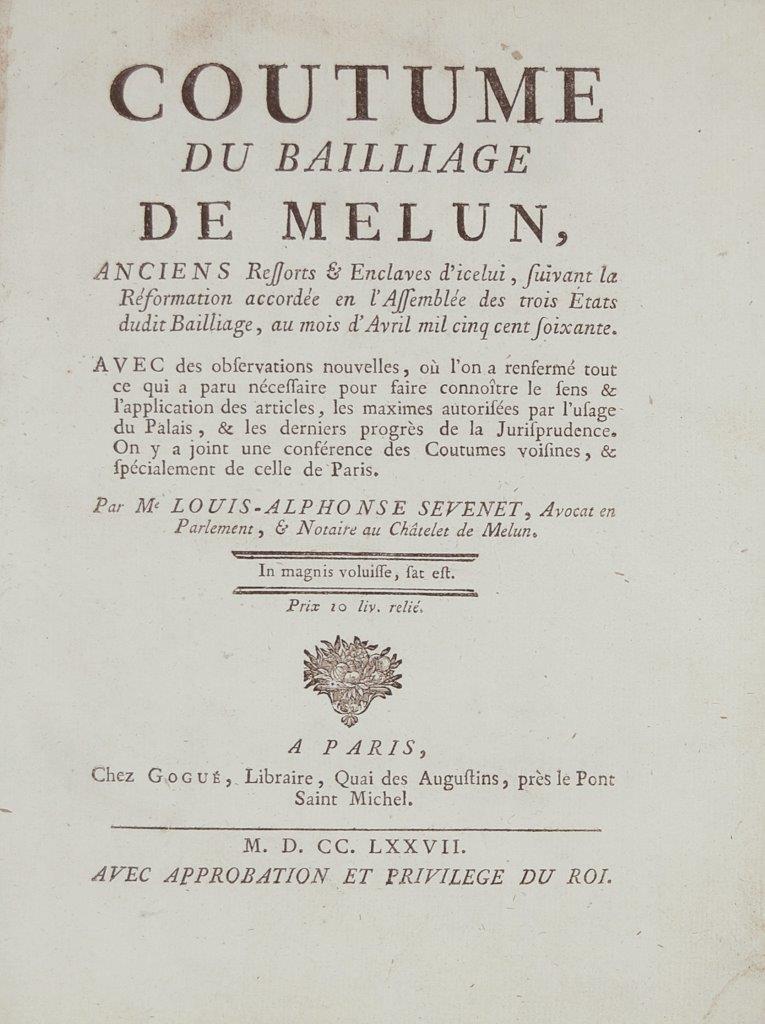 COUTUME
DU BAILLIAGE
DE MELUN,
ANCIENS Reſſorts & Enclaves d'icelui, ſuivant la
Réformation accordée en l'Aſſemblée des trois États
dudit Bailliage, au mois d'Avril mil cinq cent ſoixante.
AVEC des obſervations nouvelles, où l'on a renfermé tout
ce qui a paru néceſſaire pour faire connoître le ſens &
l'application des articles, les maximes autoriſées par l'uſage
du Palais, & les derniers progrès de la Juriſprudence.
On y a joint une conférence des Coutumes voiſines, &
ſpécialement de celle de Paris.
Par Me LOUIS-ALPHONSE SEVENET, Avocat en
Parlement, & Notaire au Châtelet de Melun.
In magnis voluiſſe, ſat eſt.
Prix 10 liv. relié.
A PARIS,
Chez GOGUÉ, Libraire, Quai des Auguſtins, près le Pont
Saint Michel.
M. D. CC. LXXVII.
AVEC APPROBATION ET PRIVILEGE DU ROI.